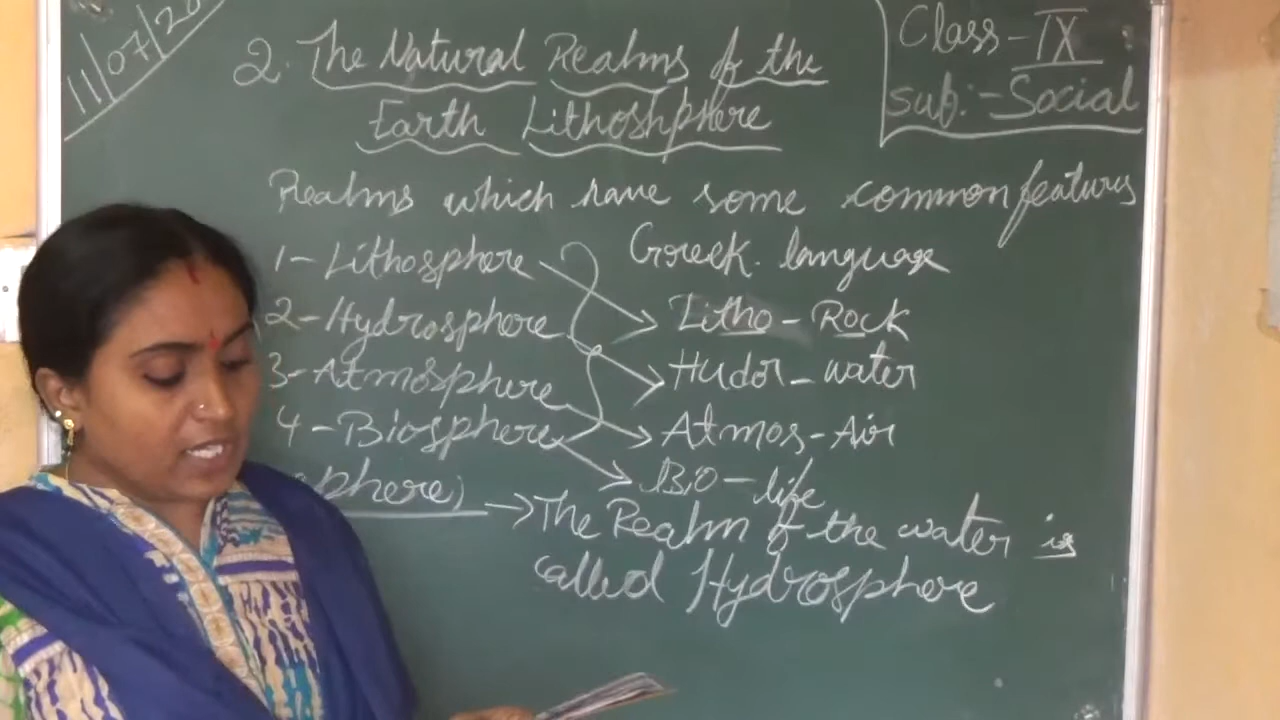 11/07/20
Class-IX
sub:-Social
2. The Natural Realms of the
Earth Lithoshphere
Realms which have some common features
Greek language
1-Lithosphere
Litho-Rock
2-Hydrosphere
Hudor-water
3-Atmosphere
Atmos-Air
4-Biosphere
Bio-life
phere)
→The Realm of the water is
called Hydrosphere